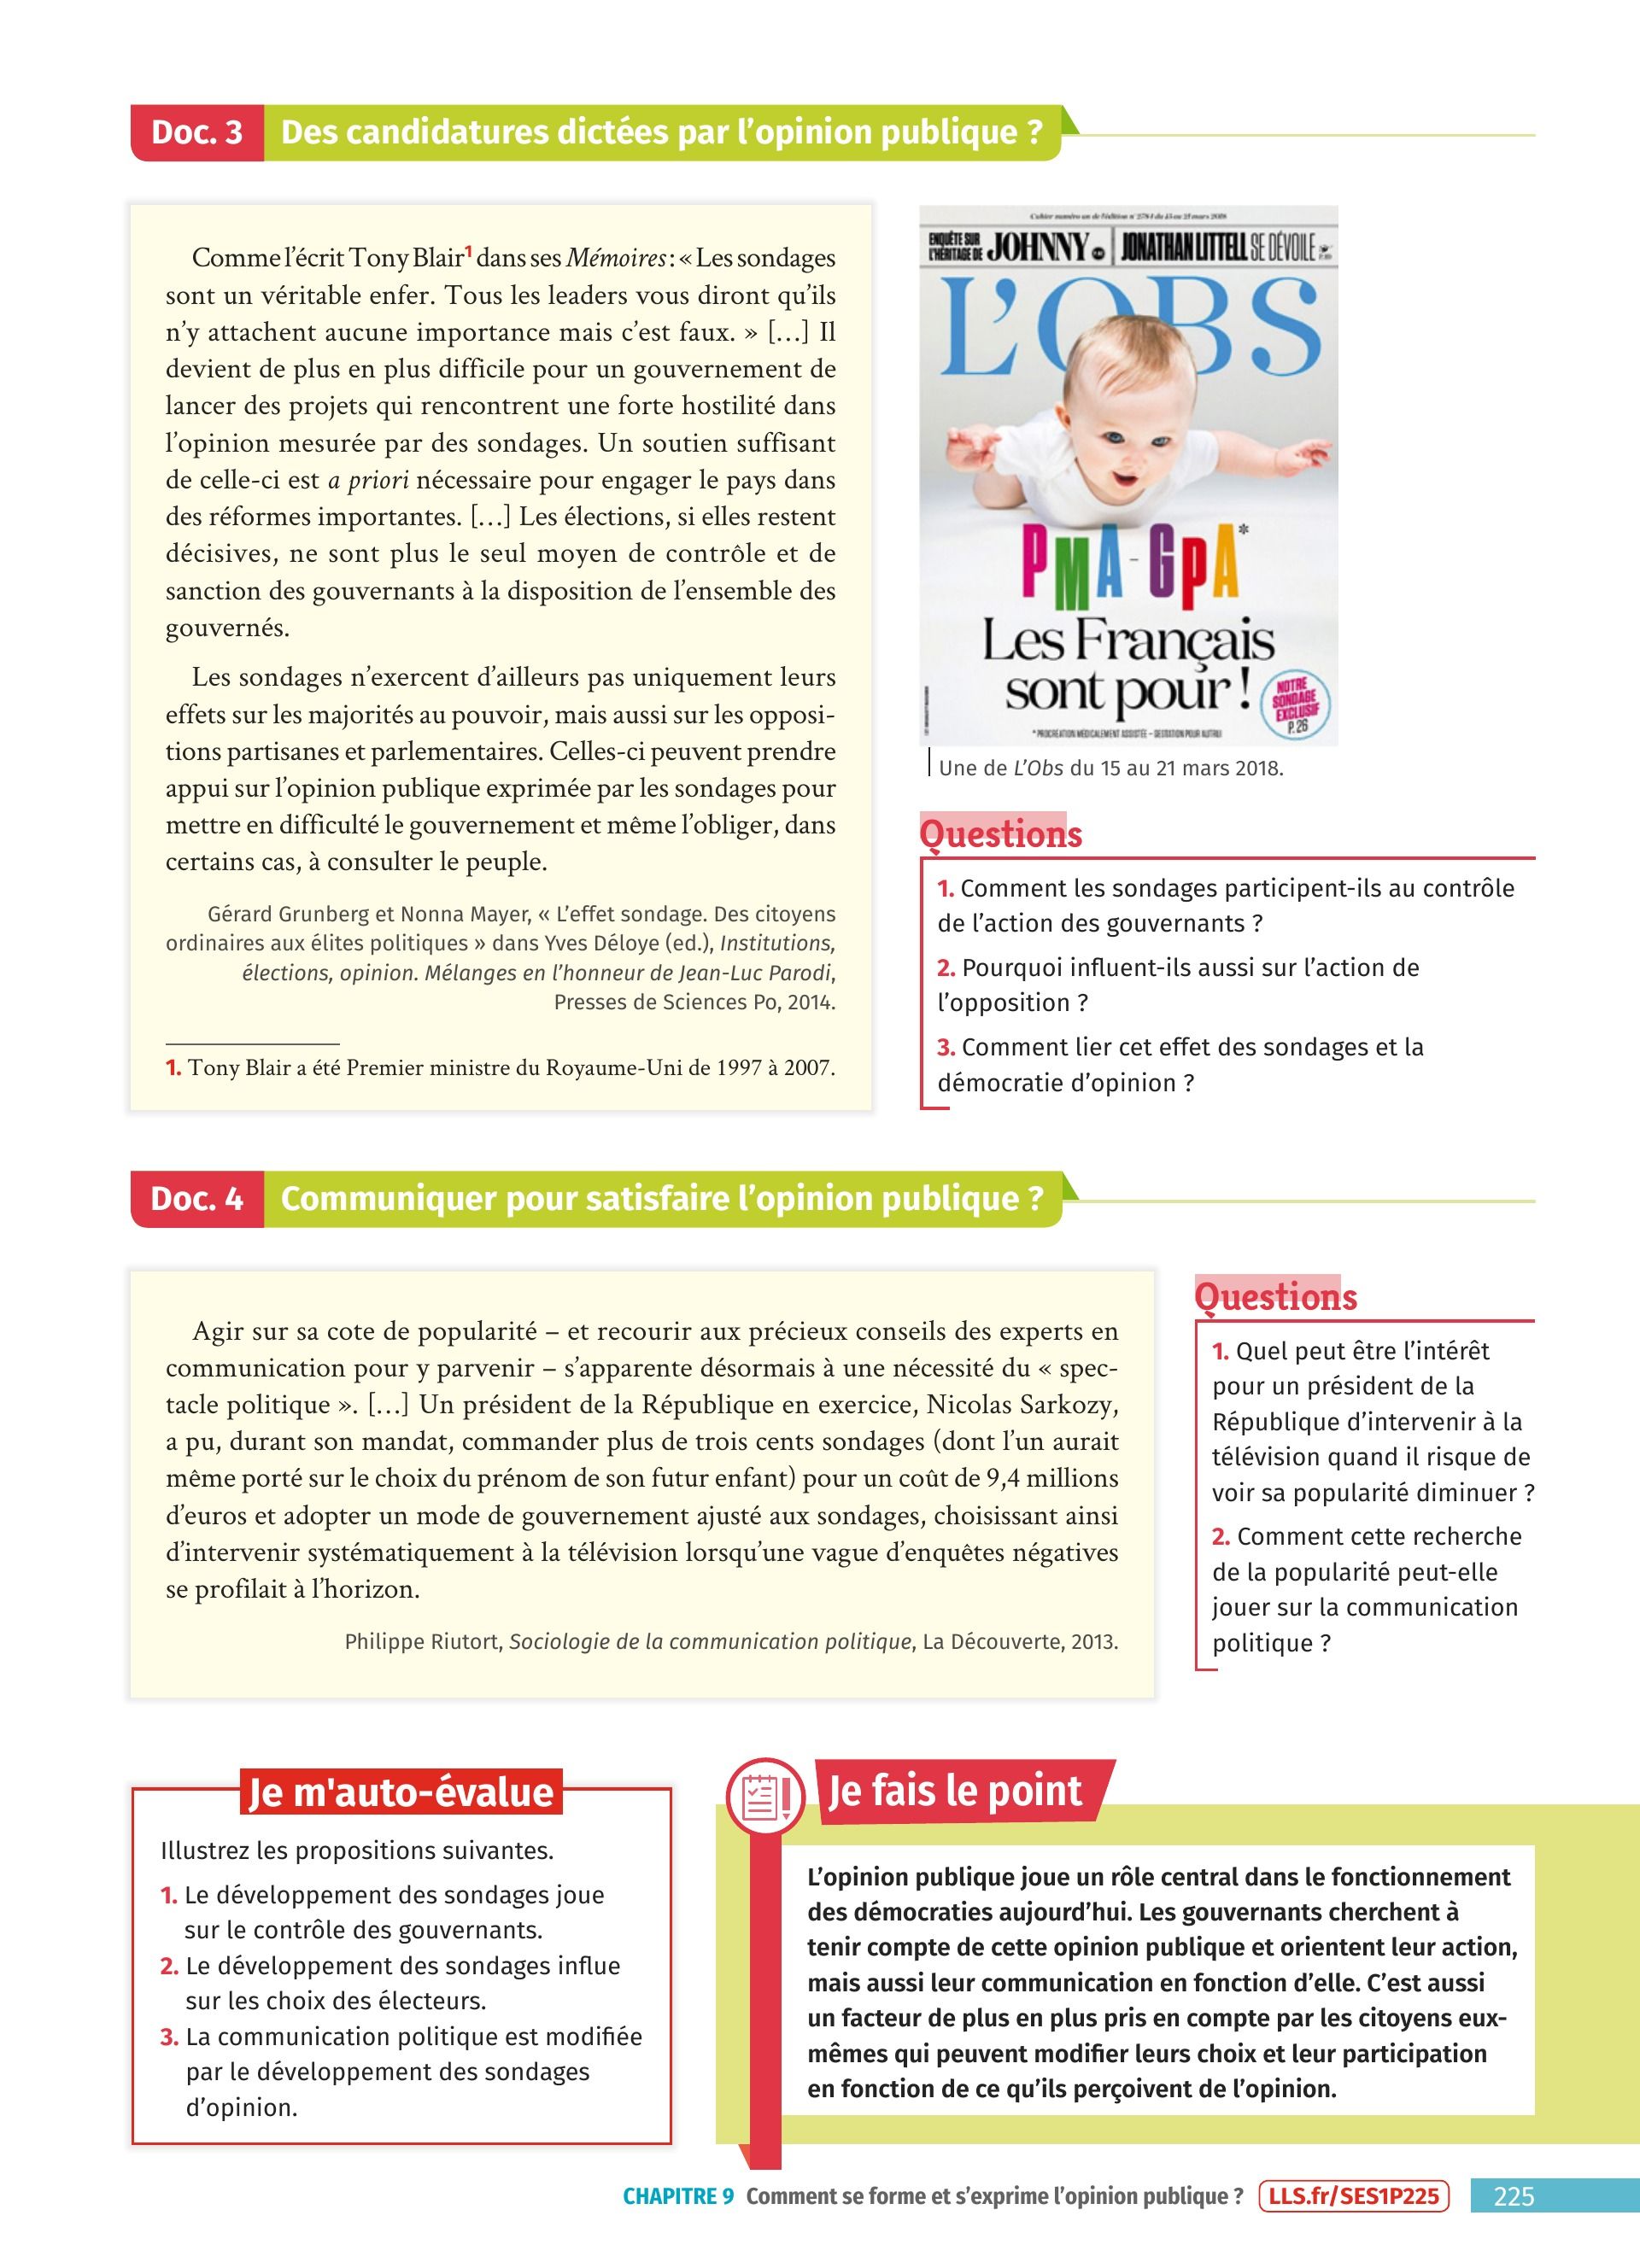 Doc. 3 Des candidatures dictées par l’opinion publique ?
Comme l’écrit Tony Blair1 dans ses Mémoires : « Les sondages
sont un véritable enfer. Tous les leaders vous diront qu’ils
n’y attachent aucune importance mais c’est faux. » […] Il
devient de plus en plus difficile pour un gouvernement de
lancer des projets qui rencontrent une forte hostilité dans
l’opinion mesurée par des sondages. Un soutien suffisant
de celle-ci est a priori nécessaire pour engager le pays dans
des réformes importantes. […] Les élections, si elles restent
décisives, ne sont plus le seul moyen de contrôle et de
sanction des gouvernants à la disposition de l’ensemble des
gouvernés.
Les sondages n’exercent d’ailleurs pas uniquement leurs
effets sur les majorités au pouvoir, mais aussi sur les opposi-
tions partisanes et parlementaires. Celles-ci peuvent prendre
appui sur l’opinion publique exprimée par les sondages pour
mettre en difficulté le gouvernement et même l’obliger, dans
certains cas, à consulter le peuple.
Gérard Grunberg et Nonna Mayer, « L’effet sondage. Des citoyens
ordinaires aux élites politiques » dans Yves Déloye (ed.), Institutions,
élections, opinion. Mélanges en l’honneur de Jean-Luc Parodi,
Presses de Sciences Po, 2014.
1. Tony Blair a été Premier ministre du Royaume-Uni de 1997 à 2007.
Cahier numéro un de l’édition n° 2784 du 15 au 21 mars 2018
ENQUÊTE SUR
L’HÉRITAGE DE JOHNNY JONATHAN LITTELL SE DÉVOILE
L’OBS
PMA-GPA*
Les Français
sont pour !
NOTRE
SONDAGE
EXCLUSIF
P. 26
* PROCRÉATION MÉDICALEMENT ASSISTÉE – GESTATION POUR AUTRUI
Une de L’Obs du 15 au 21 mars 2018.
Questions
1. Comment les sondages participent-ils au contrôle
de l’action des gouvernants ?
2. Pourquoi influent-ils aussi sur l’action de
l’opposition ?
3. Comment lier cet effet des sondages et la
démocratie d’opinion ?
Doc. 4 Communiquer pour satisfaire l’opinion publique ?
Agir sur sa cote de popularité – et recourir aux précieux conseils des experts en
communication pour y parvenir – s’apparente désormais à une nécessité du « spec-
tacle politique ». […] Un président de la République en exercice, Nicolas Sarkozy,
a pu, durant son mandat, commander plus de trois cents sondages (dont l’un aurait
même porté sur le choix du prénom de son futur enfant) pour un coût de 9,4 millions
d’euros et adopter un mode de gouvernement ajusté aux sondages, choisissant ainsi
d’intervenir systématiquement à la télévision lorsqu’une vague d’enquêtes négatives
se profilait à l’horizon.
Philippe Riutort, Sociologie de la communication politique, La Découverte, 2013.
Questions
1. Quel peut être l’intérêt
pour un président de la
République d’intervenir à la
télévision quand il risque de
voir sa popularité diminuer ?
2. Comment cette recherche
de la popularité peut-elle
jouer sur la communication
politique ?
Je m'auto-évalue
Illustrez les propositions suivantes.
1. Le développement des sondages joue
sur le contrôle des gouvernants.
2. Le développement des sondages influe
sur les choix des électeurs.
3. La communication politique est modifiée
par le développement des sondages
d’opinion.
Je fais le point
L’opinion publique joue un rôle central dans le fonctionnement
des démocraties aujourd’hui. Les gouvernants cherchent à
tenir compte de cette opinion publique et orientent leur action,
mais aussi leur communication en fonction d’elle. C’est aussi
un facteur de plus en plus pris en compte par les citoyens eux-
mêmes qui peuvent modifier leurs choix et leur participation
en fonction de ce qu’ils perçoivent de l’opinion.
CHAPITRE 9 Comment se forme et s’exprime l’opinion publique ? LLS.fr/SES1P225 225